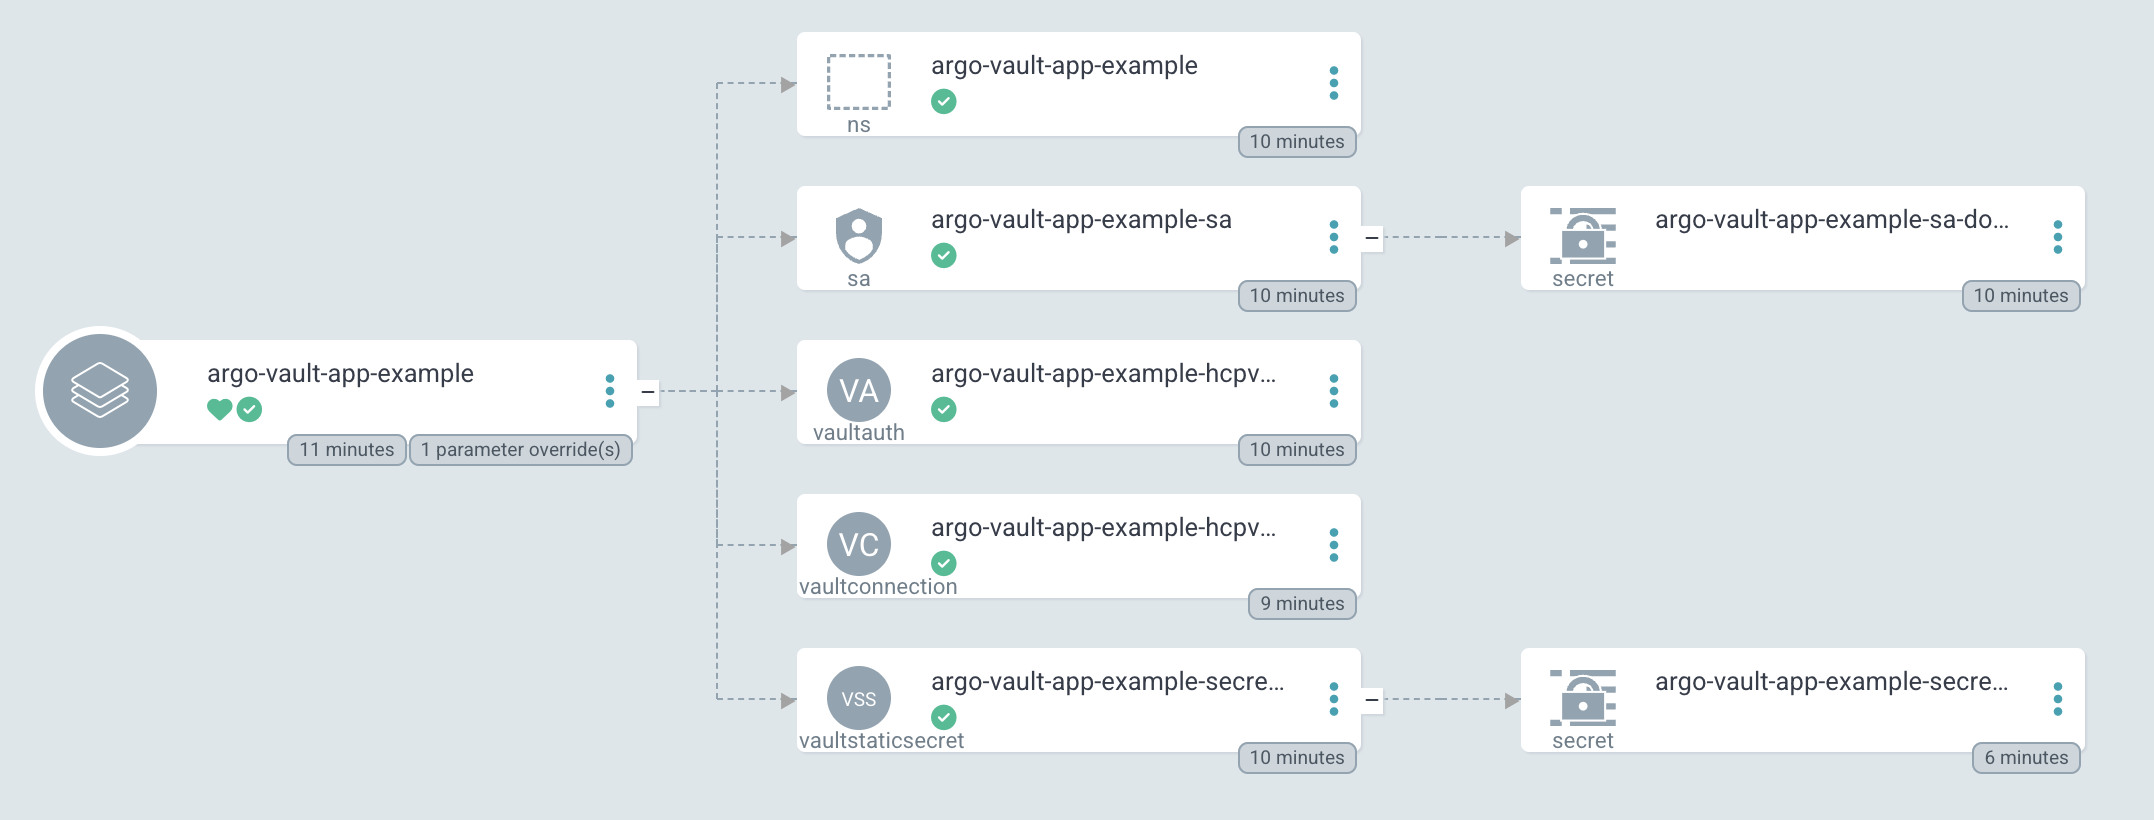 argo-vault-app-example
11 minutes
1 parameter override(s)
argo-vault-app-example
ns
10 minutes
argo-vault-app-example-sa
sa
10 minutes
argo-vault-app-example-sa-do...
secret
10 minutes
VA
argo-vault-app-example-hcpv...
vaultauth
10 minutes
VC
argo-vault-app-example-hcpv...
vaultconnection
9 minutes
VSS
argo-vault-app-example-secre...
vaultstaticsecret
10 minutes
argo-vault-app-example-secre...
secret
6 minutes